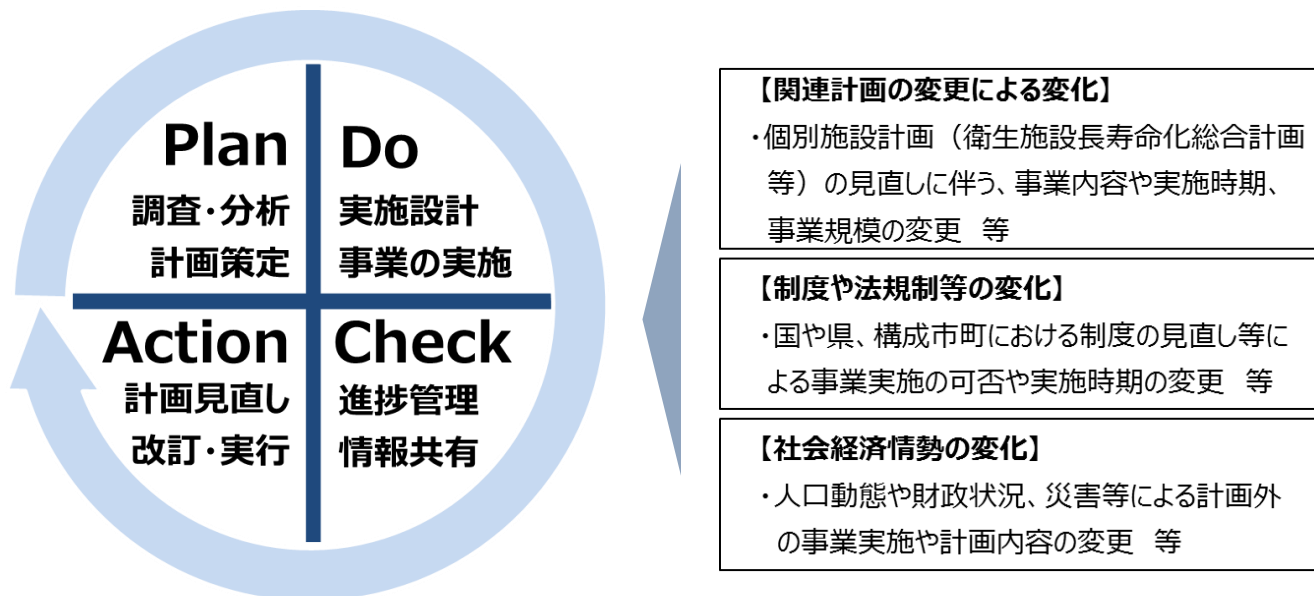 Plan
調査・分析
計画策定
Do
実施設計
事業の実施
Action
計画見直し
改訂・実行
Check
進捗管理
情報共有
【関連計画の変更による変化】
・個別施設計画（衛生施設長寿命化総合計画
等）の見直しに伴う、事業内容や実施時期、
事業規模の変更　等
【制度や法規制等の変化】
・国や県、構成市町における制度の見直し等に
よる事業実施の可否や実施時期の変更　等
【社会経済情勢の変化】
・人口動態や財政状況、災害等による計画外
の事業実施や計画内容の変更　等